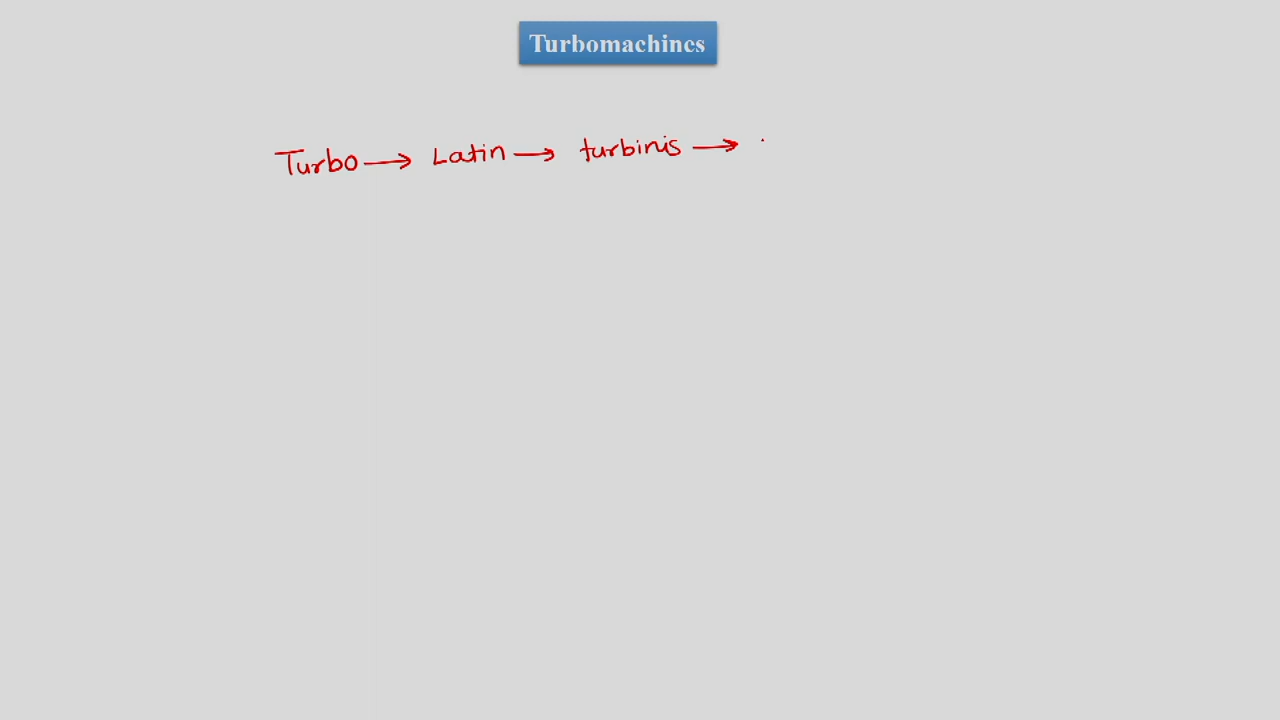 Turbomachines
Turbo → Latin → turbinis →